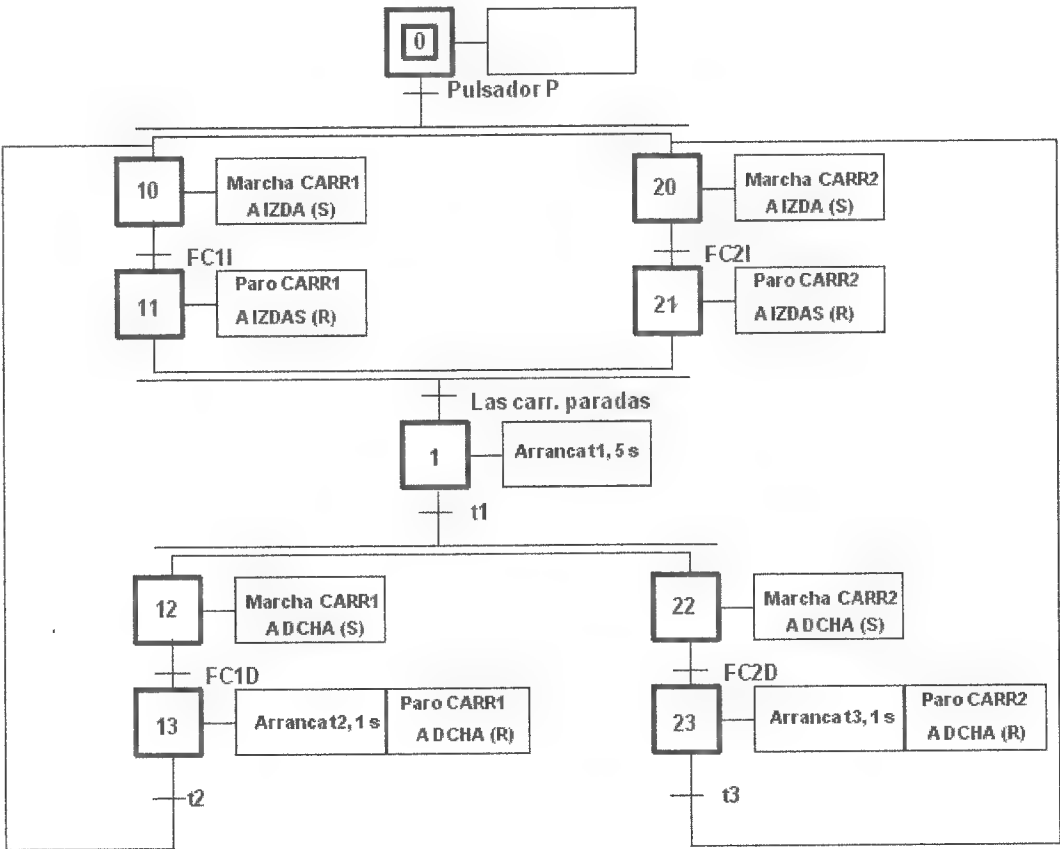 0
Pulsador P
10
Marcha CARR1
A IZDA (S)
20
Marcha CARR2
A IZDA (S)
FC1I
FC2I
11
Paro CARR1
A IZDAS (R)
21
Paro CARR2
A IZDAS (R)
Las carr. paradas
1
Arranca t1, 5 s
t1
12
Marcha CARR1
A DCHA (S)
22
Marcha CARR2
A DCHA (S)
FC1D
FC2D
13
Arranca t2, 1 s
Paro CARR1
A DCHA (R)
23
Arranca t3, 1 s
Paro CARR2
A DCHA (R)
t2
t3